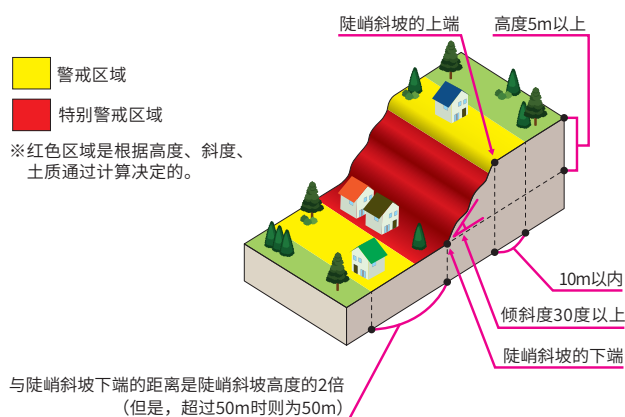 陡峭斜坡的上端
高度5m以上
警戒区域
特别警戒区域
※红色区域是根据高度、斜度、
土质通过计算决定的。
10m以内
倾斜度30度以上
陡峭斜坡的下端
与陡峭斜坡下端的距离是陡峭斜坡高度的2倍
（但是，超过50m时则为50m）